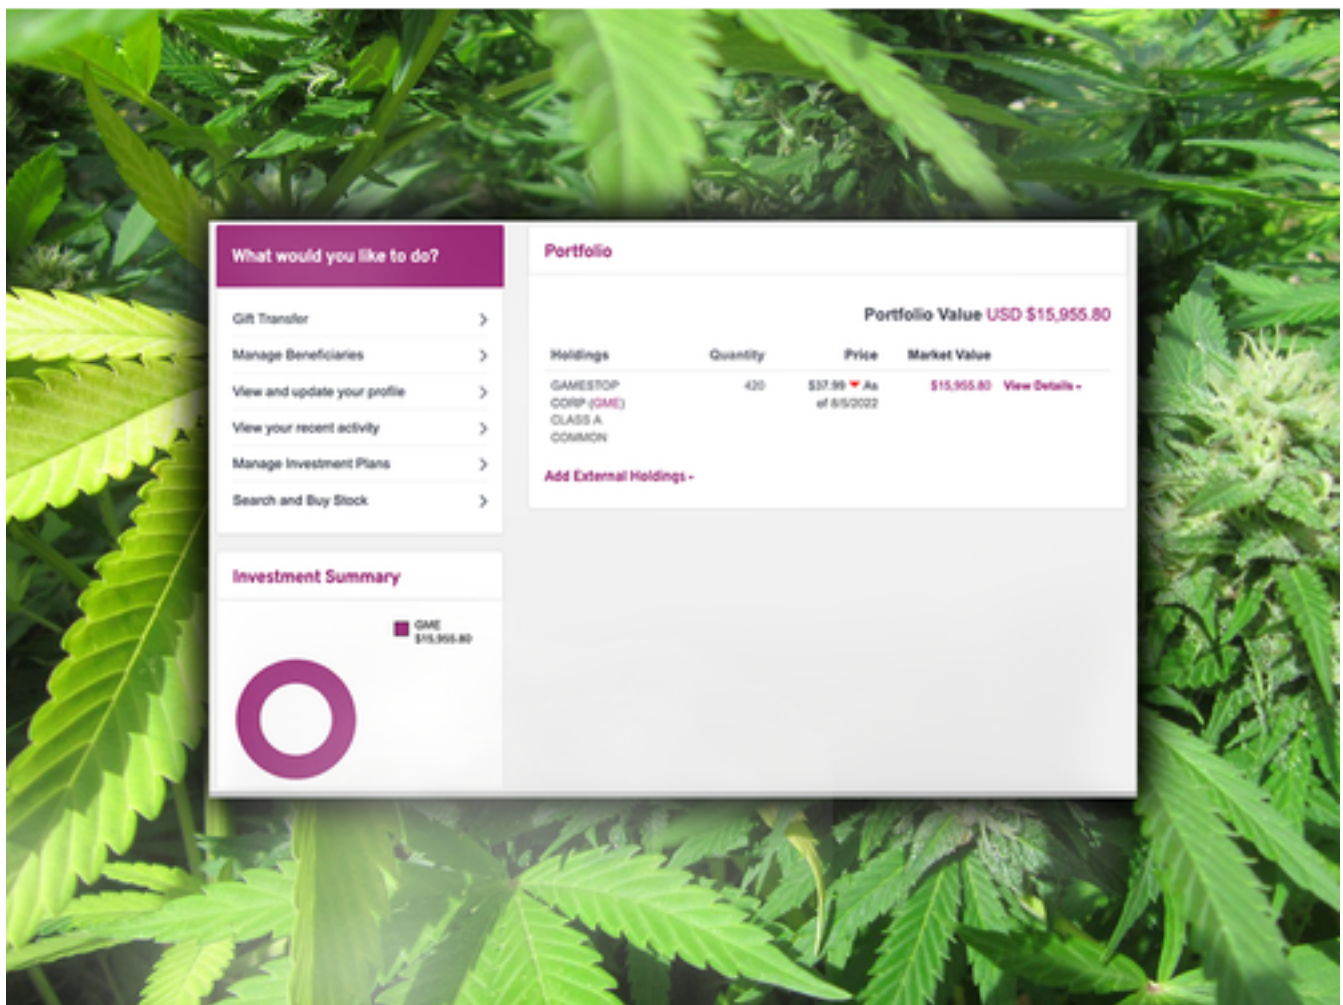 What would you like to do?
Gift Transfer
Manage Beneficiaries
View and update your profile
View your recent activity
Manage Investment Plans
Search and Buy Stock
Investment Summary
GME
$15,955.80
Portfolio
Portfolio Value USD $15,955.80
Holdings Quantity Price Market Value
GAMESTOP 420 $37.99 As $15,955.80 View Details
CORP (GME) of 8/5/2022
CLASS A
COMMON
Add External Holdings